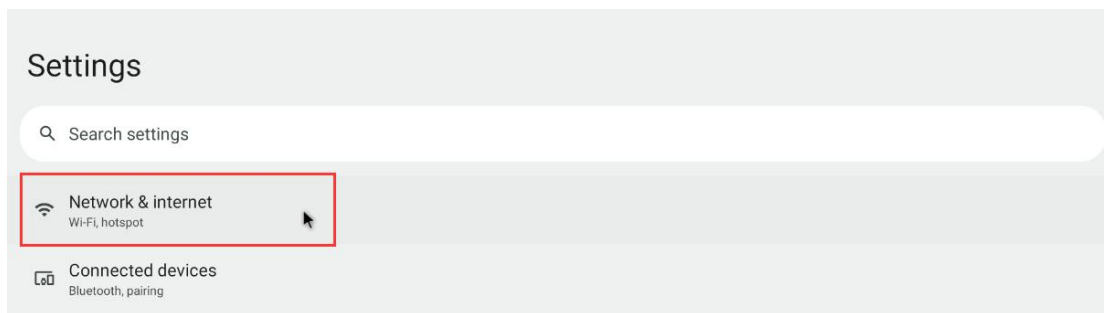 Settings
Search settings
Network & internet
Wi-Fi, hotspot
Connected devices
Bluetooth, pairing